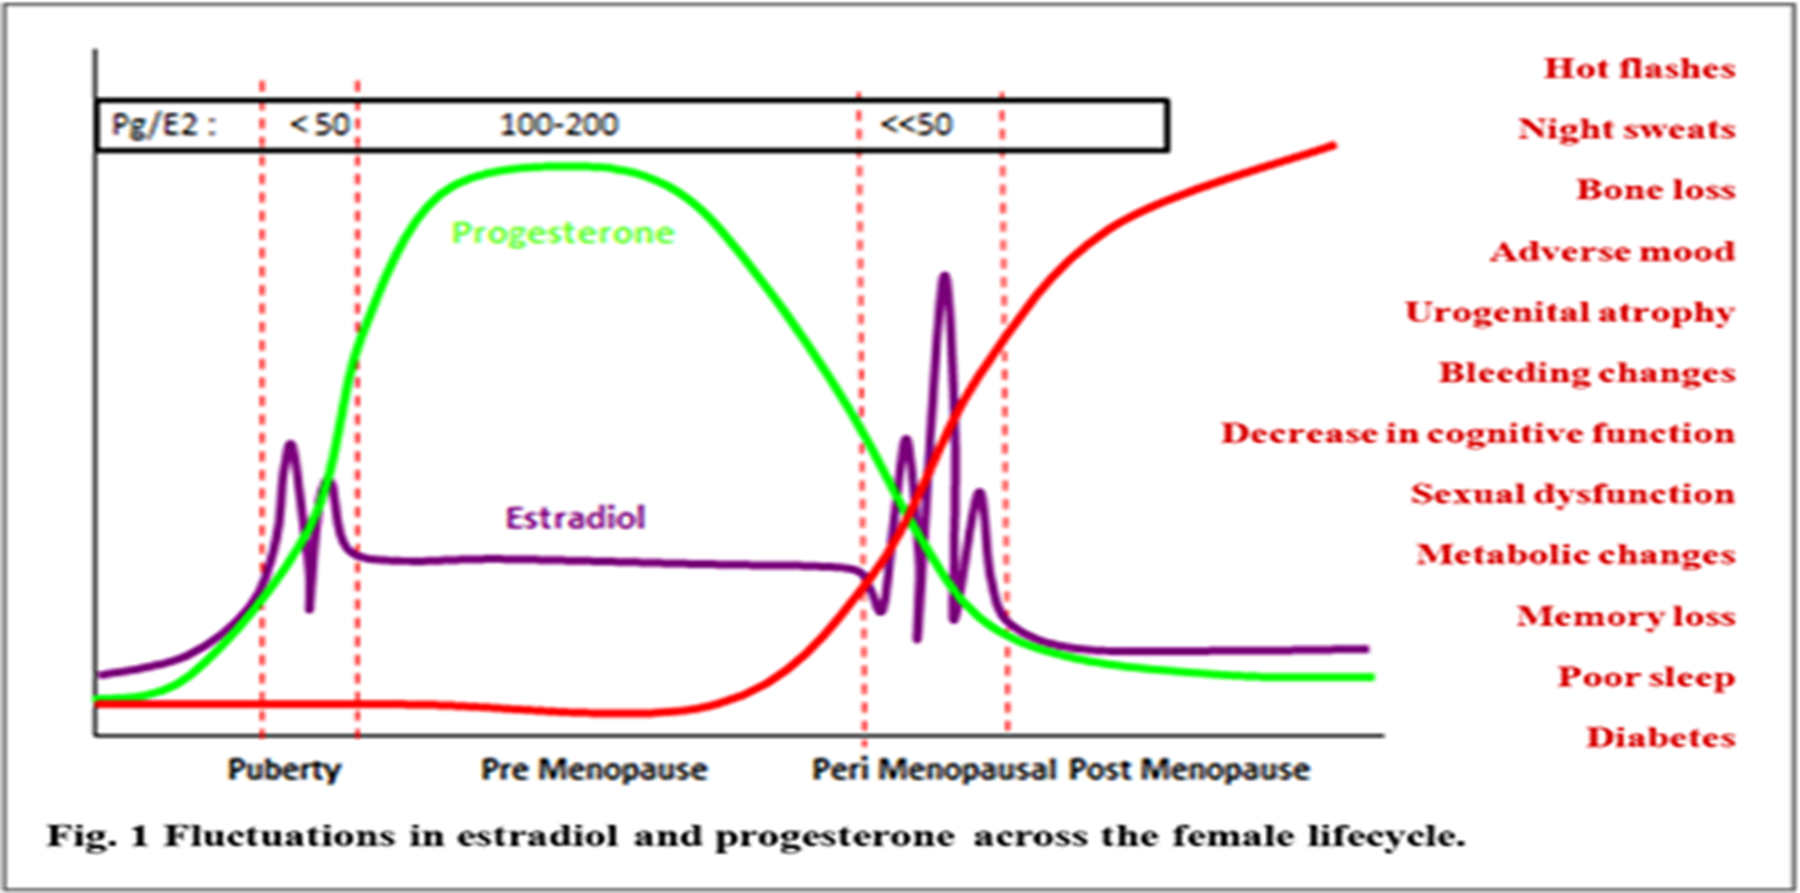 Hot flashes
Pg/E2 : < 50 100-200 <<50
Night sweats
Bone loss
Progesterone
Adverse mood
Urogenital atrophy
Bleeding changes
Decrease in cognitive function
Sexual dysfunction
Estradiol
Metabolic changes
Memory loss
Poor sleep
Diabetes
Puberty Pre Menopause Peri Menopausal Post Menopause
Fig. 1 Fluctuations in estradiol and progesterone across the female lifecycle.